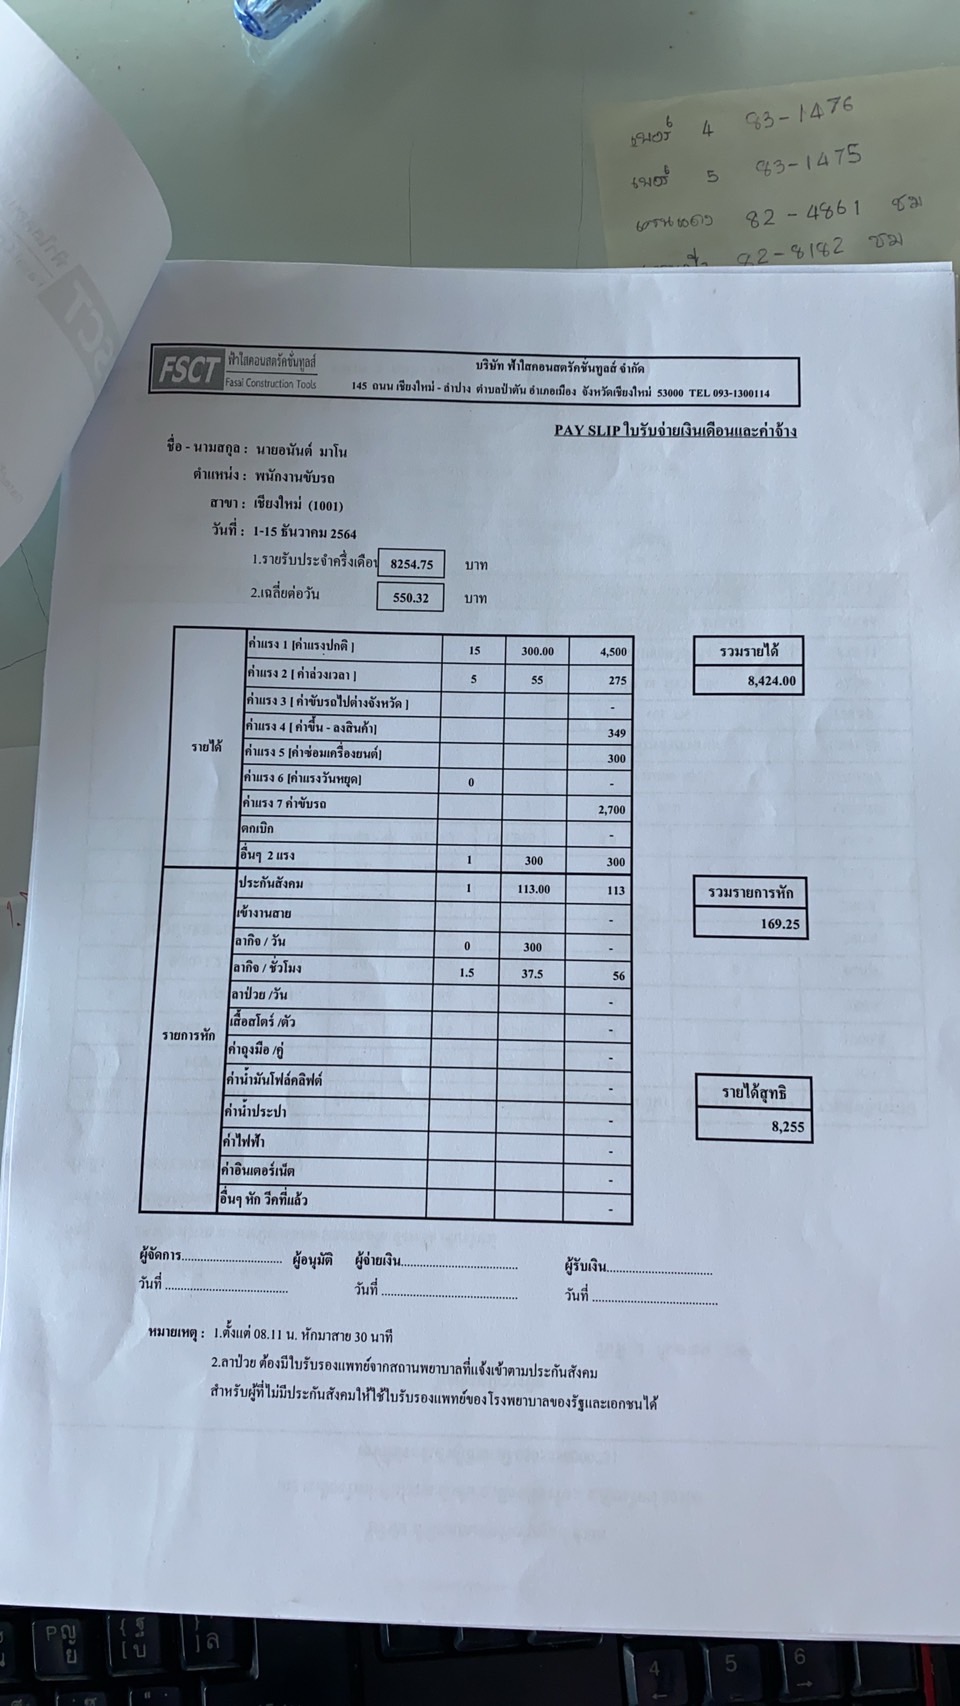 เบอร์ 4 83-1476
เบอร์ 5 83-1475
เครนแดง 82-4861 ชม
82-8182 ชม
FSCT ฟ้าใสคอนสตรัคชั่นทูลส์
Fasai Construction Tools
บริษัท ฟ้าใสคอนสตรัคชั่นทูลส์ จำกัด
145 ถนน เชียงใหม่ - ลำปาง ตำบลป่าตัน อำเภอเมือง จังหวัดเชียงใหม่ 53000 TEL 093-1300114
PAY SLIP ใบรับจ่ายเงินเดือนและค่าจ้าง
ชื่อ - นามสกุล : นายอนันต์ มาโน
ตำแหน่ง : พนักงานขับรถ
สาขา : เชียงใหม่ (1001)
วันที่ : 1-15 ธันวาคม 2564
1.รายรับประจำครึ่งเดือน 8254.75 บาท
2.เฉลี่ยต่อวัน 550.32 บาท
รายได้
ค่าแรง 1 [ค่าแรงปกติ ] 15 300.00 4,500
ค่าแรง 2 [ ค่าล่วงเวลา ] 5 55 275
ค่าแรง 3 [ ค่าขับรถไปต่างจังหวัด ] -
ค่าแรง 4 [ ค่าขึ้น - ลงสินค้า] 349
ค่าแรง 5 [ค่าซ่อมเครื่องยนต์] 300
ค่าแรง 6 [ค่าแรงวันหยุด] 0 -
ค่าแรง 7 ค่าขับรถ 2,700
ตกเบิก -
อื่นๆ 2 แรง 1 300 300
รวมรายได้
8,424.00
รายการหัก
ประกันสังคม 1 113.00 113
เข้างานสาย -
ลากิจ / วัน 0 300 -
ลากิจ / ชั่วโมง 1.5 37.5 56
ลาป่วย /วัน -
เสื้อสโตร์ /ตัว -
ค่าถุงมือ /คู่ -
ค่าน้ำมันโฟล์คลิฟต์ -
ค่าน้ำประปา -
ค่าไฟฟ้า -
ค่าอินเตอร์เน็ต -
อื่นๆ หัก วีคที่แล้ว -
รวมรายการหัก
169.25
รายได้สุทธิ
8,255
ผู้จัดการ................................ ผู้อนุมัติ ผู้จ่ายเงิน.....................................
ผู้รับเงิน.................................
วันที่ ....................................... วันที่ ........................................... วันที่ ........................................
หมายเหตุ : 1.ตั้งแต่ 08.11 น. หักมาสาย 30 นาที
2.ลาป่วย ต้องมีใบรับรองแพทย์จากสถานพยาบาลที่แจ้งเข้าตามประกันสังคม
สำหรับผู้ที่ไม่มีประกันสังคมให้ใช้ใบรับรองแพทย์ของโรงพยาบาลของรัฐและเอกชนได้
P ญ
ย
{ ฐ
[ บ
ล
4
5
6